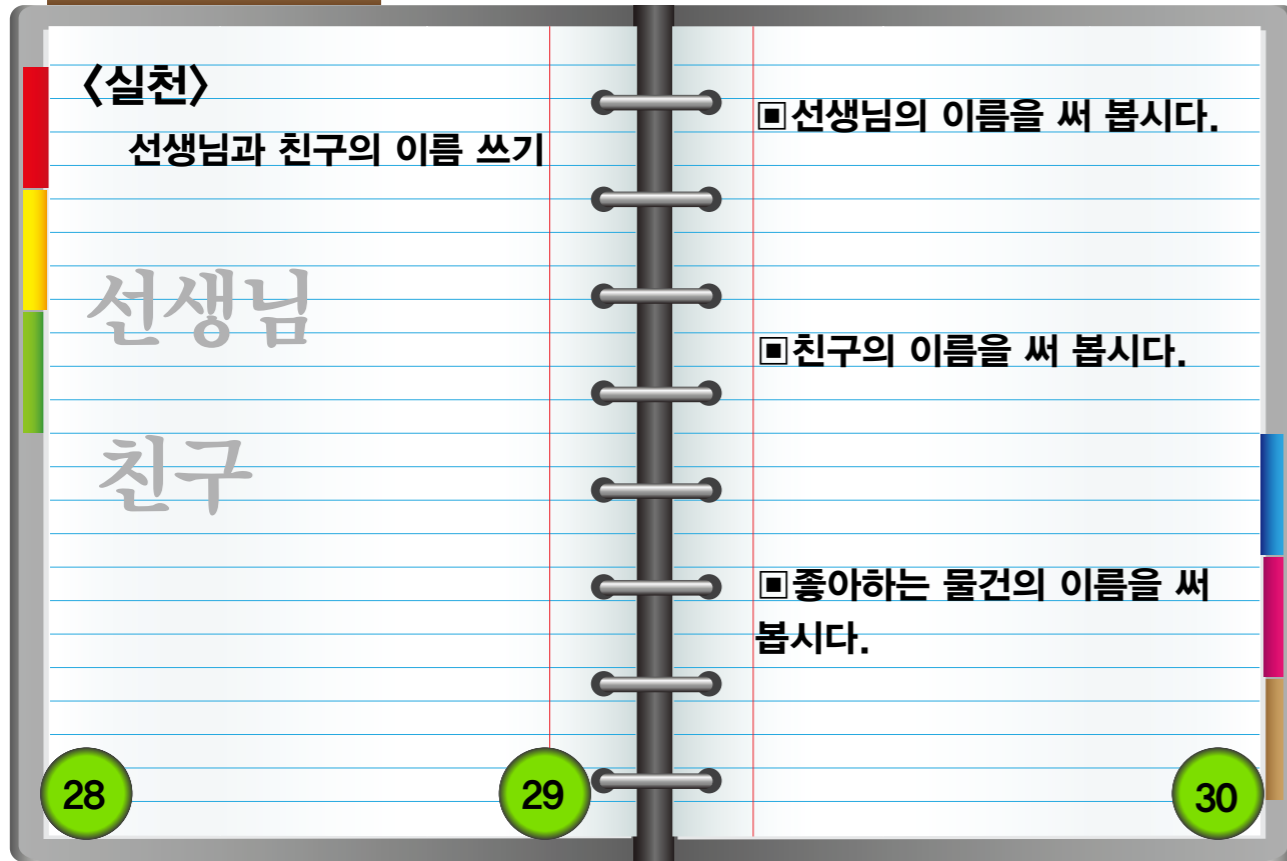 〈실천〉
선생님과 친구의 이름 쓰기
선생님
친구
28
29
▣선생님의 이름을 써 봅시다.
▣친구의 이름을 써 봅시다.
▣좋아하는 물건의 이름을 써
봅시다.
30